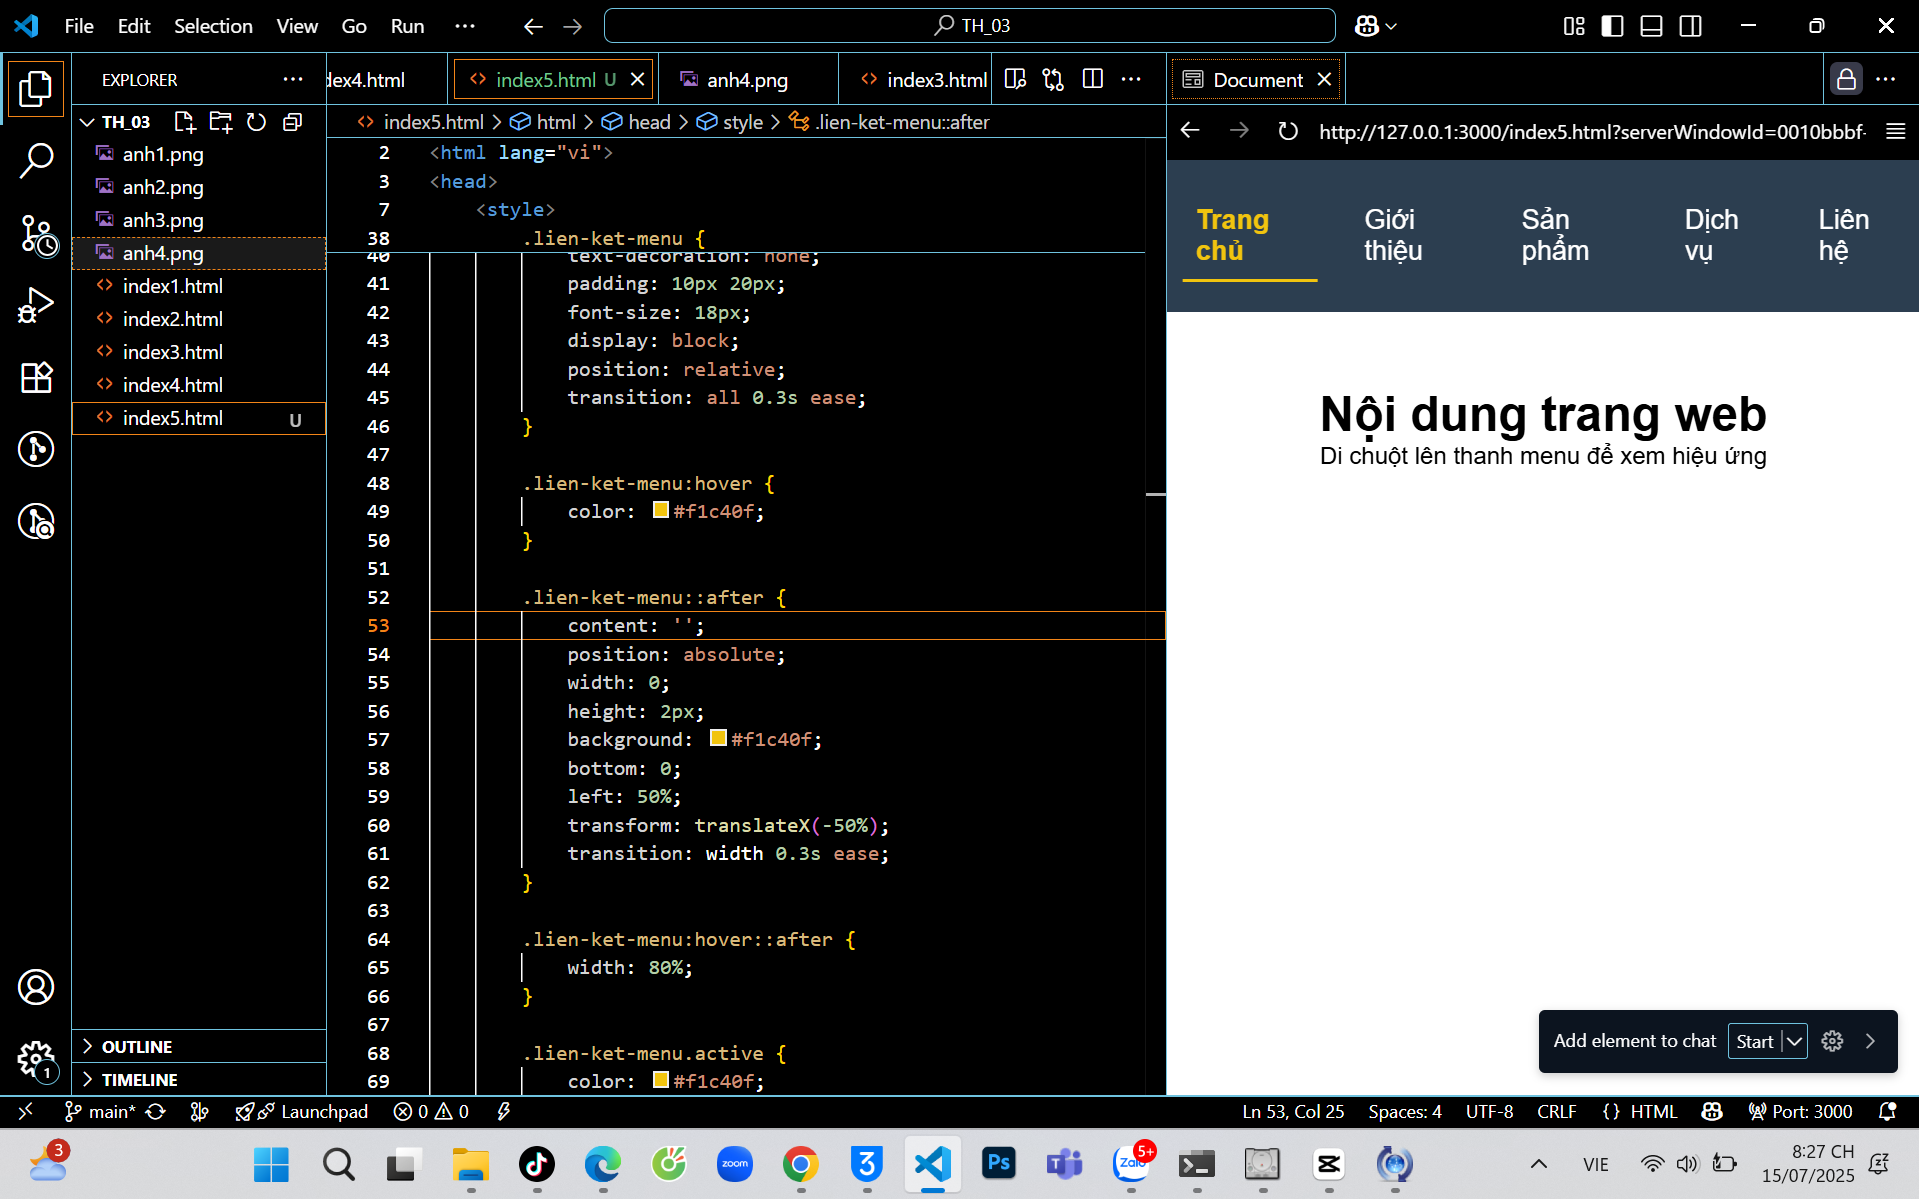 File Edit Selection View Go Run ··· TH_03
EXPLORER ···
dex4.html index5.html U anh4.png index3.html ··· Document ···
TH_03
anh1.png
anh2.png
anh3.png
anh4.png
index1.html
index2.html
index3.html
index4.html
index5.html U
OUTLINE
TIMELINE
index5.html > html > head > style > .lien-ket-menu::after
2 <html lang="vi">
3 <head>
7 <style>
38 .lien-ket-menu {
40 text-decoration: none;
41 padding: 10px 20px;
42 font-size: 18px;
43 display: block;
44 position: relative;
45 transition: all 0.3s ease;
46 }
47
48 .lien-ket-menu:hover {
49 color: #f1c40f;
50 }
51
52 .lien-ket-menu::after {
53 content: '';
54 position: absolute;
55 width: 0;
56 height: 2px;
57 background: #f1c40f;
58 bottom: 0;
59 left: 50%;
60 transform: translateX(-50%);
61 transition: width 0.3s ease;
62 }
63
64 .lien-ket-menu:hover::after {
65 width: 80%;
66 }
67
68 .lien-ket-menu.active {
69 color: #f1c40f;
http://127.0.0.1:3000/index5.html?serverWindowId=0010bbbf-
Trang chủ
Giới thiệu
Sản phẩm
Dịch vụ
Liên hệ
Nội dung trang web
Di chuột lên thanh menu để xem hiệu ứng
Add element to chat Start
1
main* Launchpad 0 0 Ln 53, Col 25 Spaces: 4 UTF-8 CRLF {} HTML Port: 3000
3 zoom 3 Ps Zalo 5+ VIE 8:27 CH
15/07/2025